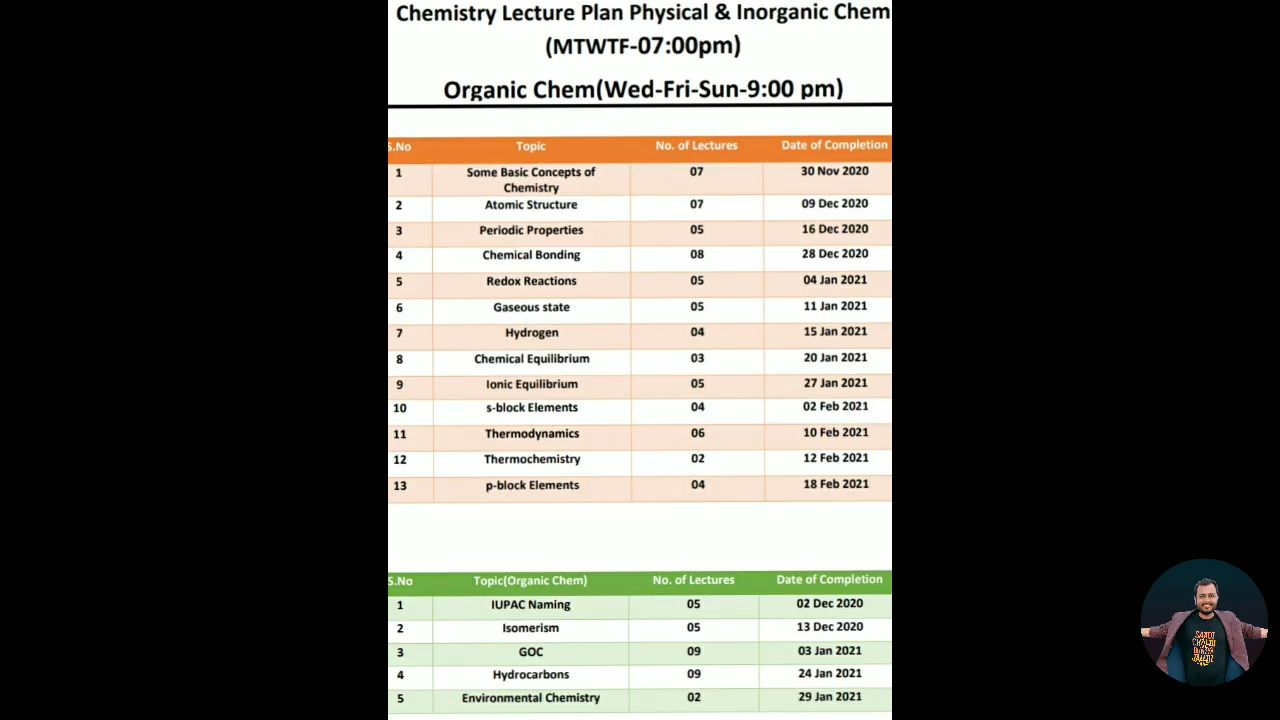 Chemistry Lecture Plan Physical & Inorganic Chem
(MTWTF-07:00pm)
Organic Chem(Wed-Fri-Sun-9:00 pm)
S.No Topic No. of Lectures Date of Completion
1 Some Basic Concepts of Chemistry 07 30 Nov 2020
2 Atomic Structure 07 09 Dec 2020
3 Periodic Properties 05 16 Dec 2020
4 Chemical Bonding 08 28 Dec 2020
5 Redox Reactions 05 04 Jan 2021
6 Gaseous state 05 11 Jan 2021
7 Hydrogen 04 15 Jan 2021
8 Chemical Equilibrium 03 20 Jan 2021
9 Ionic Equilibrium 05 27 Jan 2021
10 s-block Elements 04 02 Feb 2021
11 Thermodynamics 06 10 Feb 2021
12 Thermochemistry 02 12 Feb 2021
13 p-block Elements 04 18 Feb 2021
S.No Topic(Organic Chem) No. of Lectures Date of Completion
1 IUPAC Naming 05 02 Dec 2020
2 Isomerism 05 13 Dec 2020
3 GOC 09 03 Jan 2021
4 Hydrocarbons 09 24 Jan 2021
5 Environmental Chemistry 02 29 Jan 2021